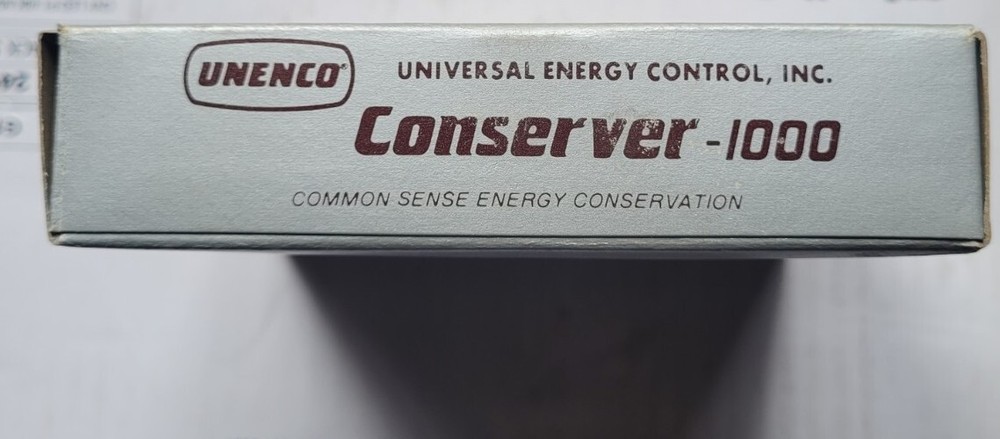 UNENCO®
UNIVERSAL ENERGY CONTROL, INC.
Conserver-1000
COMMON SENSE ENERGY CONSERVATION